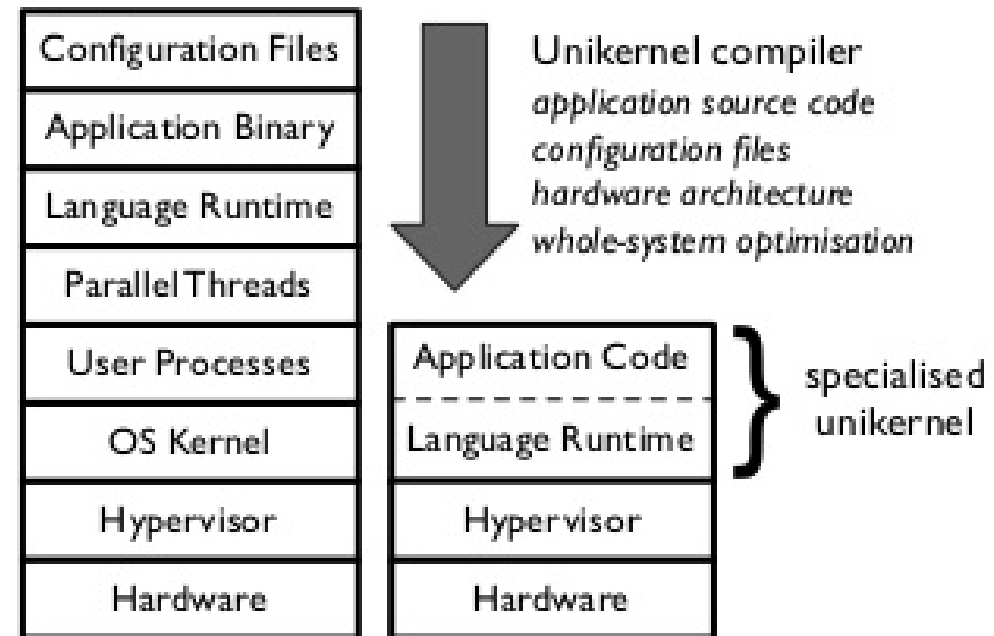 Configuration Files
Application Binary
Language Runtime
Parallel Threads
User Processes
OS Kernel
Hypervisor
Hardware
Unikernel compiler
application source code
configuration files
hardware architecture
whole-system optimisation
Application Code
Language Runtime
Hypervisor
Hardware
specialised
unikernel